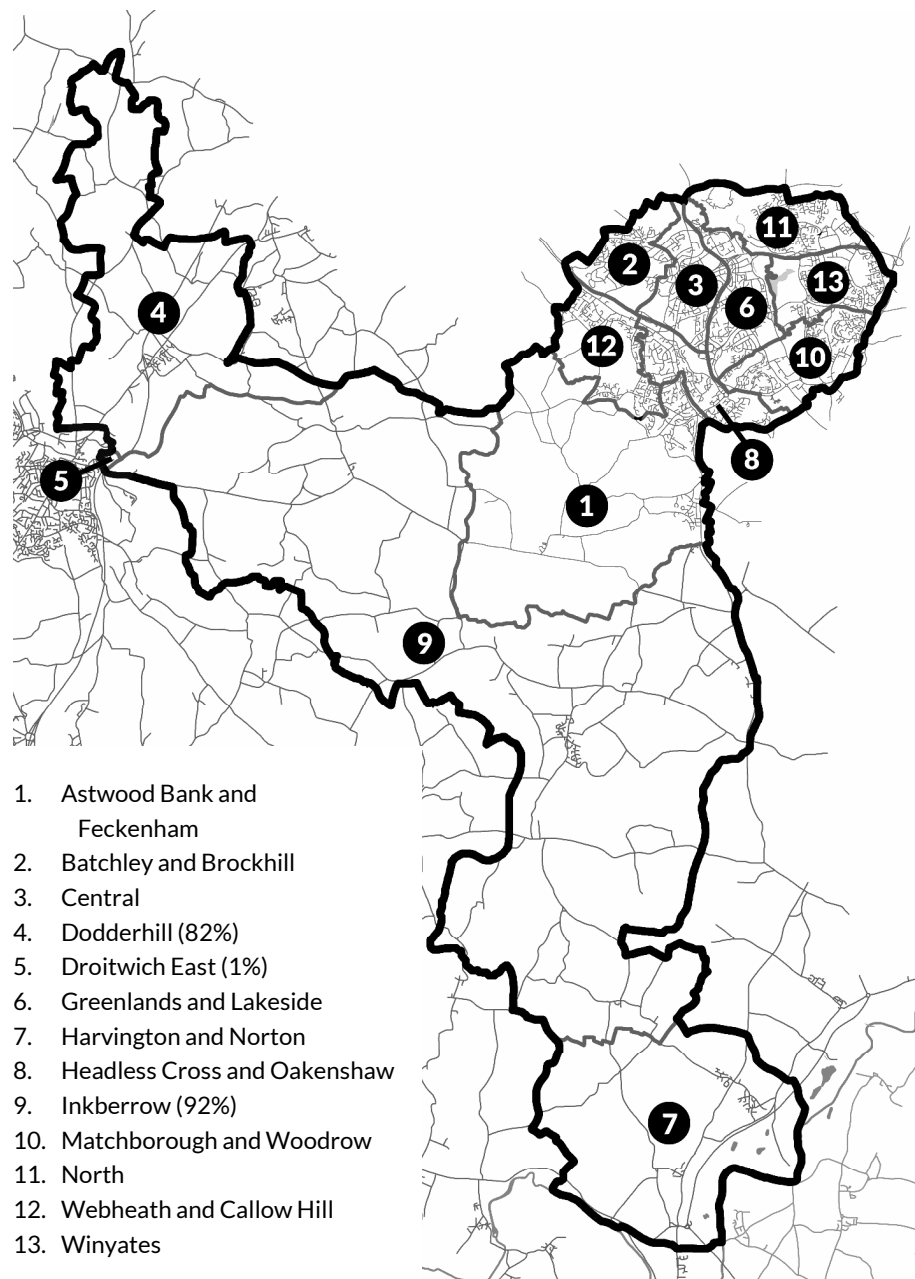 11
2
13
3
6
4
12
10
8
5
1
9
1. Astwood Bank and
Feckenham
2. Batchley and Brockhill
3. Central
4. Dodderhill (82%)
5. Droitwich East (1%)
6. Greenlands and Lakeside
7. Harvington and Norton
8. Headless Cross and Oakenshaw
9. Inkberrow (92%)
10. Matchborough and Woodrow
11. North
12. Webheath and Callow Hill
13. Winyates
7